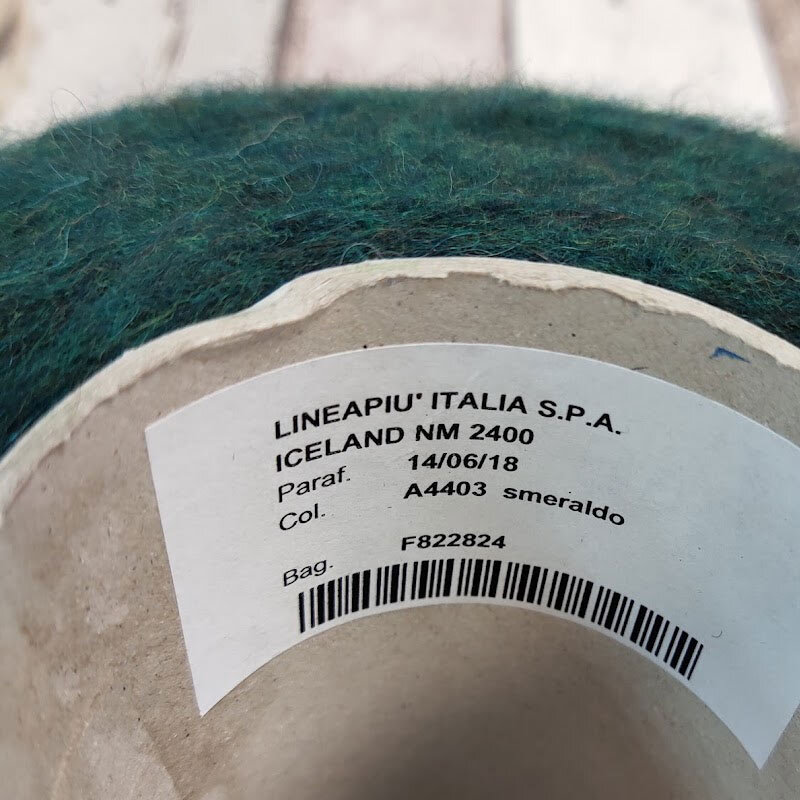 LINEAPIU' ITALIA S.P.A.
ICELAND NM 2400
Paraf. 14/06/18
Col. A4403 smeraldo
Bag. F822824